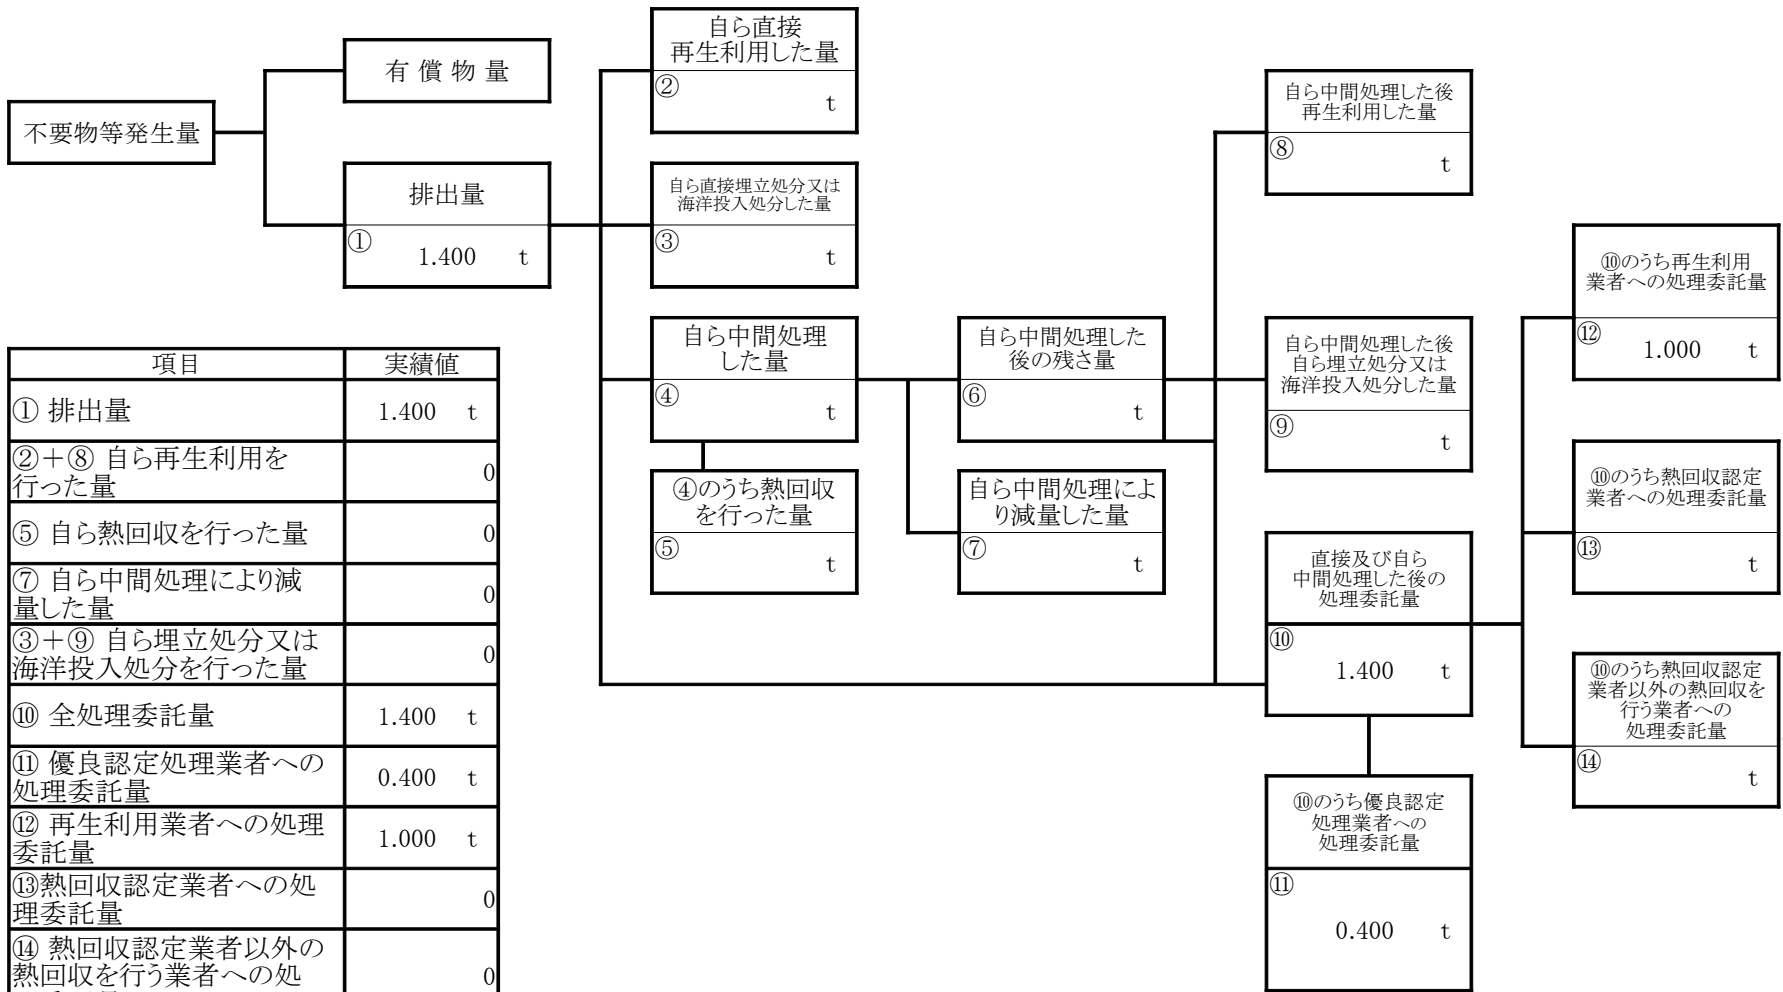 不要物等発生量
有 償 物 量
排出量
① 1.400 t
自ら直接
再生利用した量
② t
自ら直接埋立処分又は
海洋投入処分した量
③ t
自ら中間処理
した量
④ t
④のうち熱回収
を行った量
⑤ t
自ら中間処理した
後の残さ量
⑥ t
自ら中間処理によ
り減量した量
⑦ t
自ら中間処理した後
再生利用した量
⑧ t
自ら中間処理した後
自ら埋立処分又は
海洋投入処分した量
⑨ t
直接及び自ら
中間処理した後の
処理委託量
⑩
1.400 t
⑩のうち優良認定
処理業者への
処理委託量
⑪
0.400 t
⑩のうち再生利用
業者への処理委託量
⑫ 1.000 t
⑩のうち熱回収認定
業者への処理委託量
⑬ t
⑩のうち熱回収認定
業者以外の熱回収を
行う業者への
処理委託量
⑭ t
項目 実績値
① 排出量 1.400 t
②+⑧ 自ら再生利用を
行った量 0
⑤ 自ら熱回収を行った量 0
⑦ 自ら中間処理により減
量した量 0
③+⑨ 自ら埋立処分又は
海洋投入処分を行った量 0
⑩ 全処理委託量 1.400 t
⑪ 優良認定処理業者への
処理委託量 0.400 t
⑫ 再生利用業者への処理
委託量 1.000 t
⑬熱回収認定業者への処
理委託量 0
⑭ 熱回収認定業者以外の
熱回収を行う業者への処 0